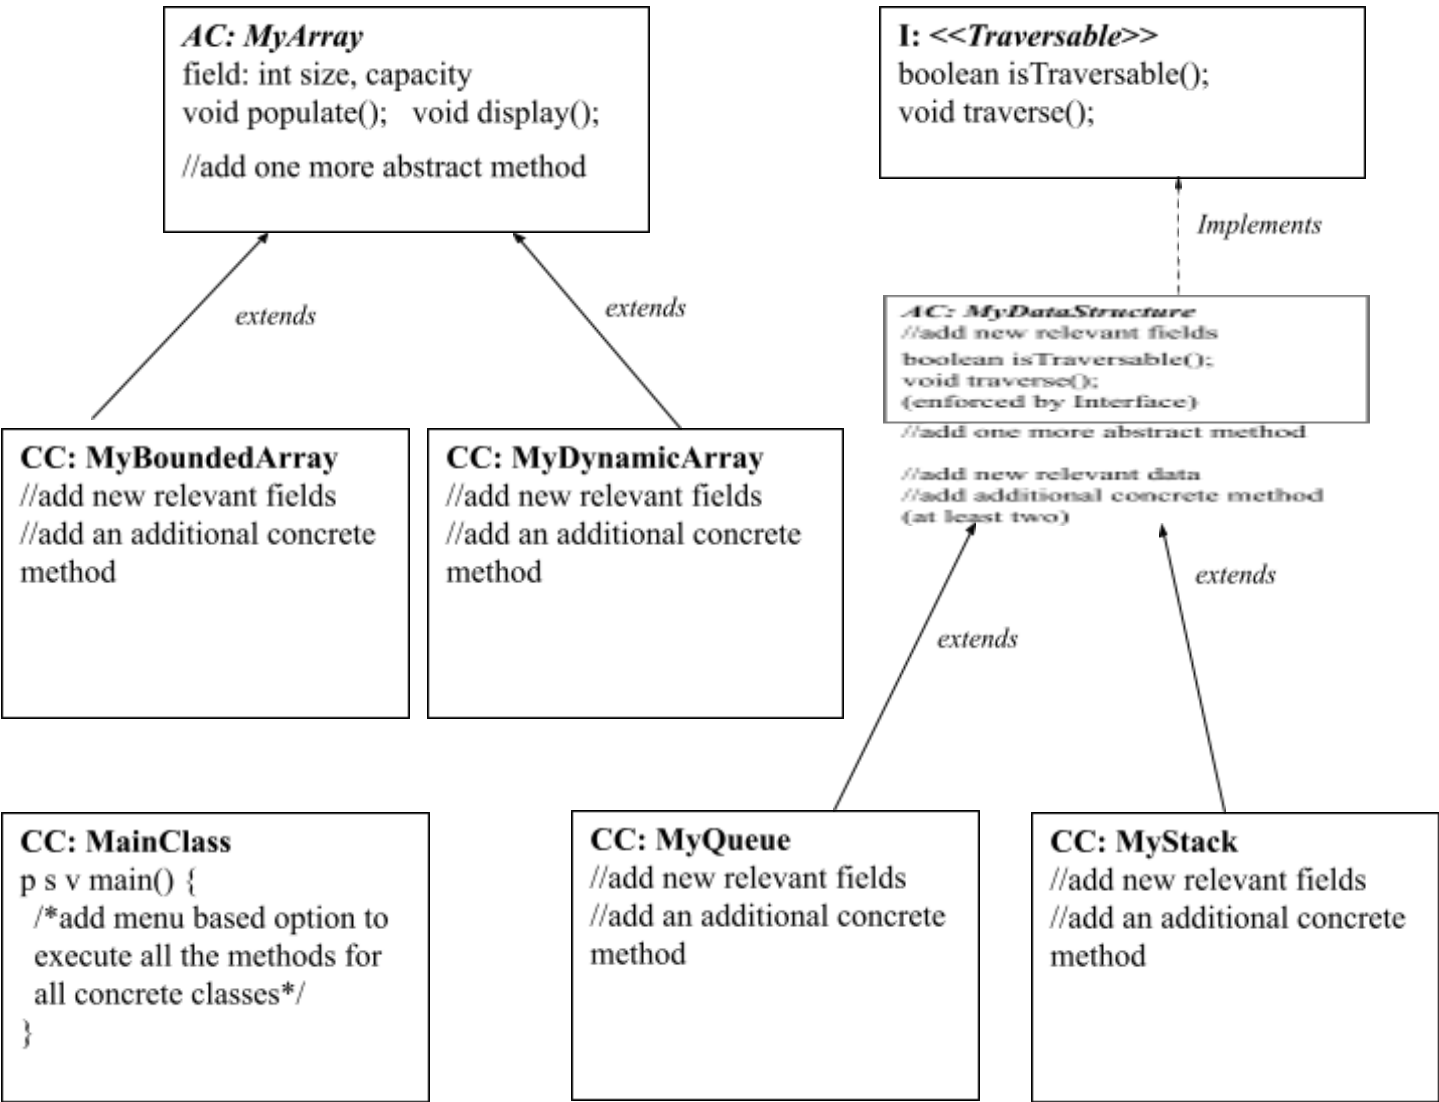 AC: MyArray
field: int size, capacity
void populate();   void display();
//add one more abstract method
I: <<Traversable>>
boolean isTraversable();
void traverse();
Implements
extends
extends
AC: MyDataStructure
//add new relevant fields
boolean isTraversable();
void traverse();
(enforced by Interface)
//add one more abstract method
//add new relevant data
//add additional concrete method
(at least two)
CC: MyBoundedArray
//add new relevant fields
//add an additional concrete
method
CC: MyDynamicArray
//add new relevant fields
//add an additional concrete
method
extends
extends
CC: MainClass
p s v main() {
/*add menu based option to
execute all the methods for
all concrete classes*/
}
CC: MyQueue
//add new relevant fields
//add an additional concrete
method
CC: MyStack
//add new relevant fields
//add an additional concrete
method